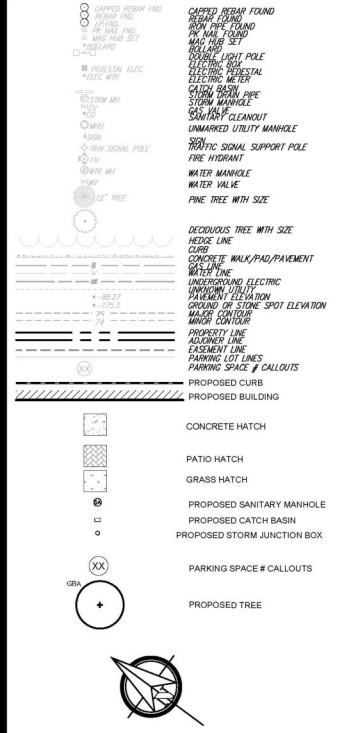 CAPPED REBAR FND. CAPPED REBAR FOUND
REBAR FND. REBAR FOUND
I.P.FND. IRON PIPE FOUND
PK NAIL FND. PK NAIL FOUND
MAG HUB SET MAG HUB SET
BOLLARD BOLLARD
DOUBLE LIGHT POLE
ELECTRIC BOX
PEDESTAL ELEC ELECTRIC PEDESTAL
ELEC MTR ELECTRIC METER
CATCH BASIN
STORM DRAIN PIPE
STRM MH STORM MANHOLE
GAS VALVE
CO SANITARY CLEANOUT
MHU UNMARKED UTILITY MANHOLE
SIGN SIGN
TRAF.SIGNAL POLE TRAFFIC SIGNAL SUPPORT POLE
FH FIRE HYDRANT
WTR MH WATER MANHOLE
WV WATER VALVE
12" TREE PINE TREE WITH SIZE
DECIDUOUS TREE WITH SIZE
HEDGE LINE
CURB
CONCRETE WALK/PAD/PAVEMENT
G GAS LINE
W WATER LINE
UE UNDERGROUND ELECTRIC
UNKNOWN UTILITY
PAVEMENT ELEVATION
GROUND OR STONE SPOT ELEVATION
75 MAJOR CONTOUR
74 MINOR CONTOUR
PROPERTY LINE
ADJOINER LINE
EASEMENT LINE
PARKING LOT LINES
XX PARKING SPACE # CALLOUTS
PROPOSED CURB
PROPOSED BUILDING
CONCRETE HATCH
PATIO HATCH
GRASS HATCH
SA PROPOSED SANITARY MANHOLE
PROPOSED CATCH BASIN
PROPOSED STORM JUNCTION BOX
XX PARKING SPACE # CALLOUTS
GBA
PROPOSED TREE